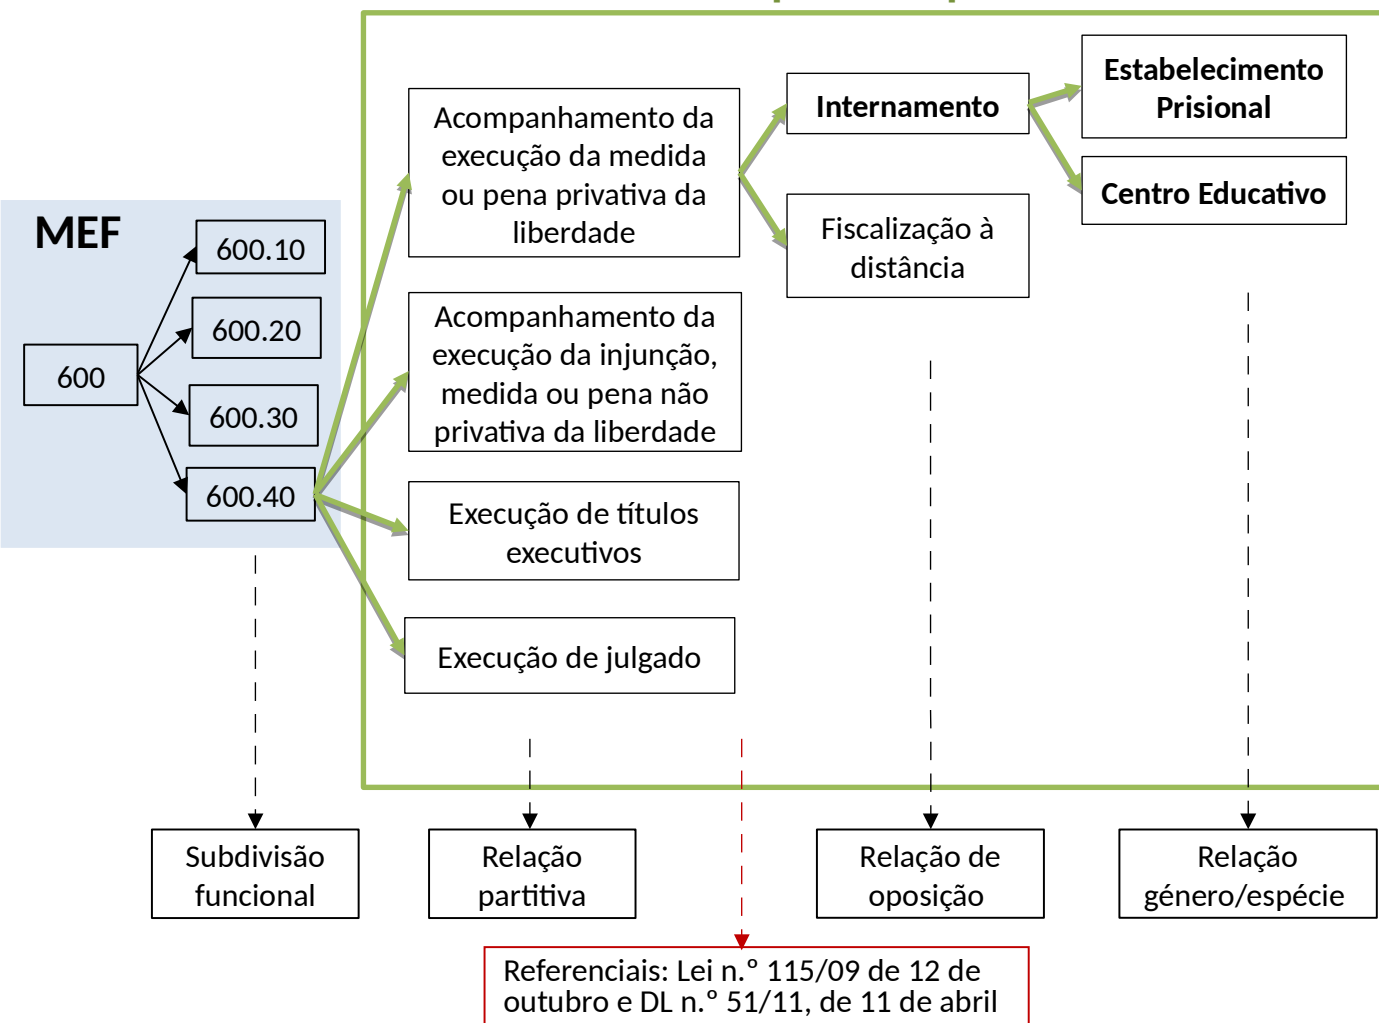 MEF
600
600.10
600.20
600.30
600.40
Acompanhamento da
execução da medida
ou pena privativa da
liberdade
Acompanhamento da
execução da injunção,
medida ou pena não
privativa da liberdade
Execução de títulos
executivos
Execução de julgado
Internamento
Fiscalização à
distância
Estabelecimento
Prisional
Centro Educativo
Subdivisão
funcional
Relação
partitiva
Relação de
oposição
Relação
género/espécie
Referenciais: Lei n.º 115/09 de 12 de
outubro e DL n.º 51/11, de 11 de abril